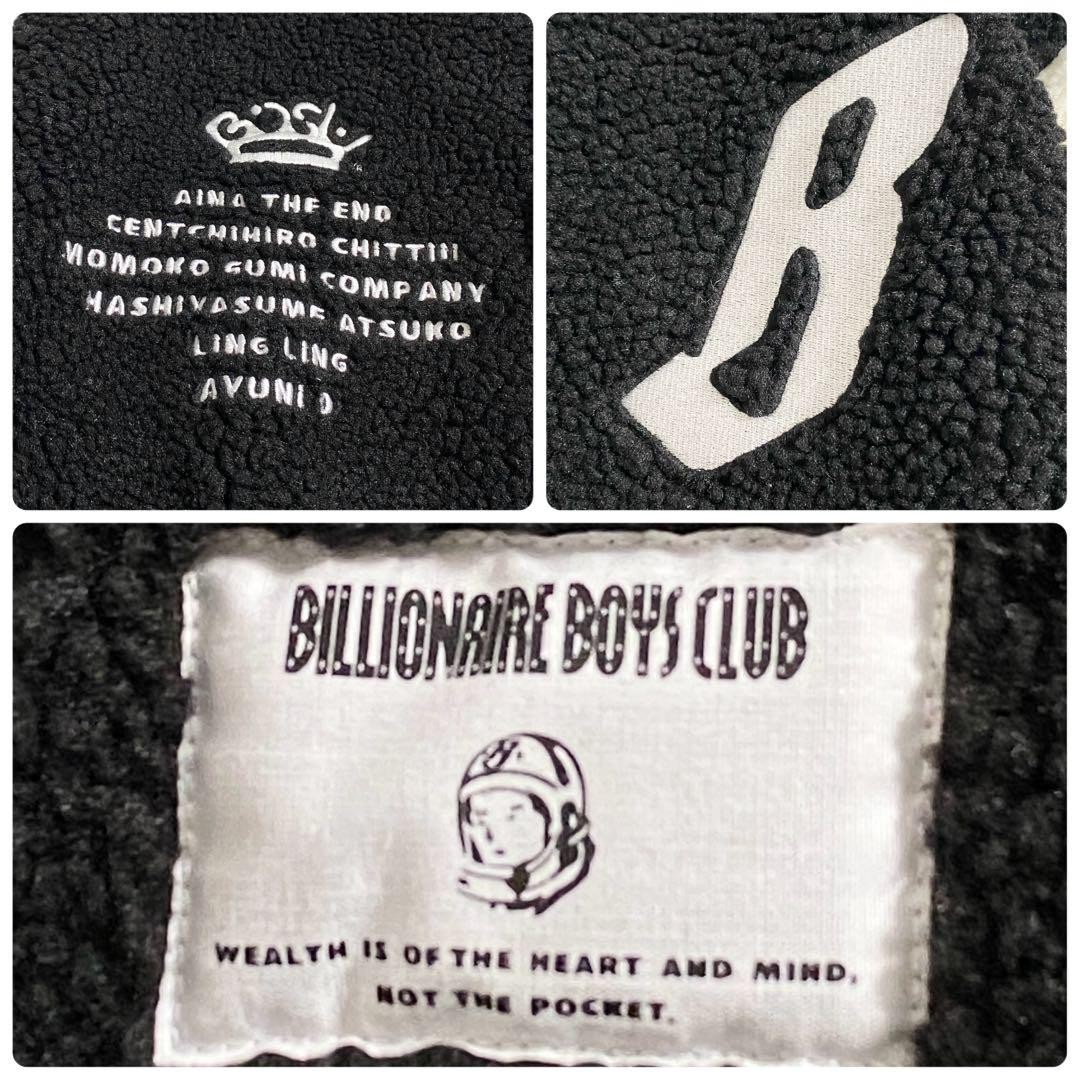 BiSH
AINA THE END
CENTCHIHIRO CHITTIII
MOMOKO GUMI COMPANY
HASHIYASUME ATSUKO
LING LING
AYUNI D
B
BILLIONAIRE BOYS CLUB
WEALTH IS OF THE HEART AND MIND,
NOT THE POCKET.